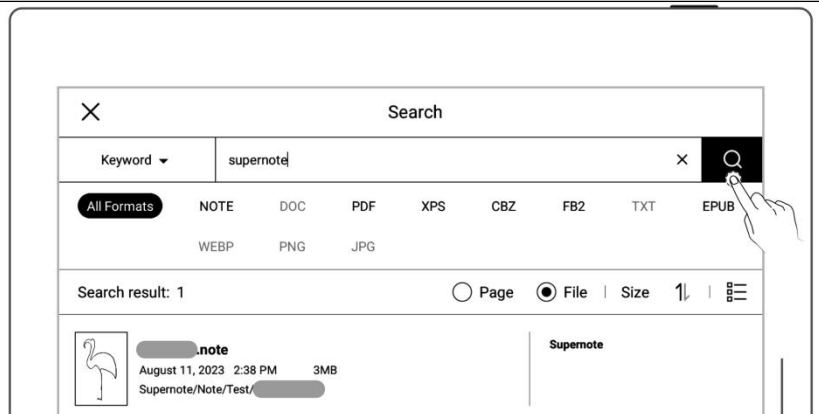 Search
Keyword supernote
All Formats NOTE DOC PDF XPS CBZ FB2 TXT EPUB
WEBP PNG JPG
Search result: 1 Page File Size
.note Supernote
August 11, 2023 2:38 PM 3MB
Supernote/Note/Test/